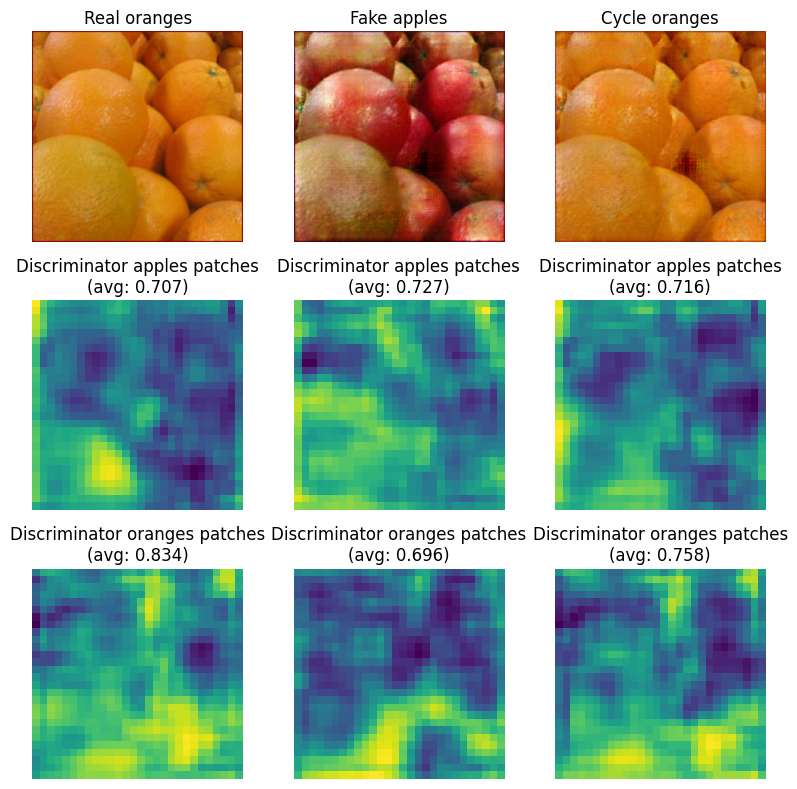 Real oranges
Fake apples
Cycle oranges
Discriminator apples patches
(avg: 0.707)
Discriminator apples patches
(avg: 0.727)
Discriminator apples patches
(avg: 0.716)
Discriminator oranges patches
(avg: 0.834)
Discriminator oranges patches
(avg: 0.696)
Discriminator oranges patches
(avg: 0.758)